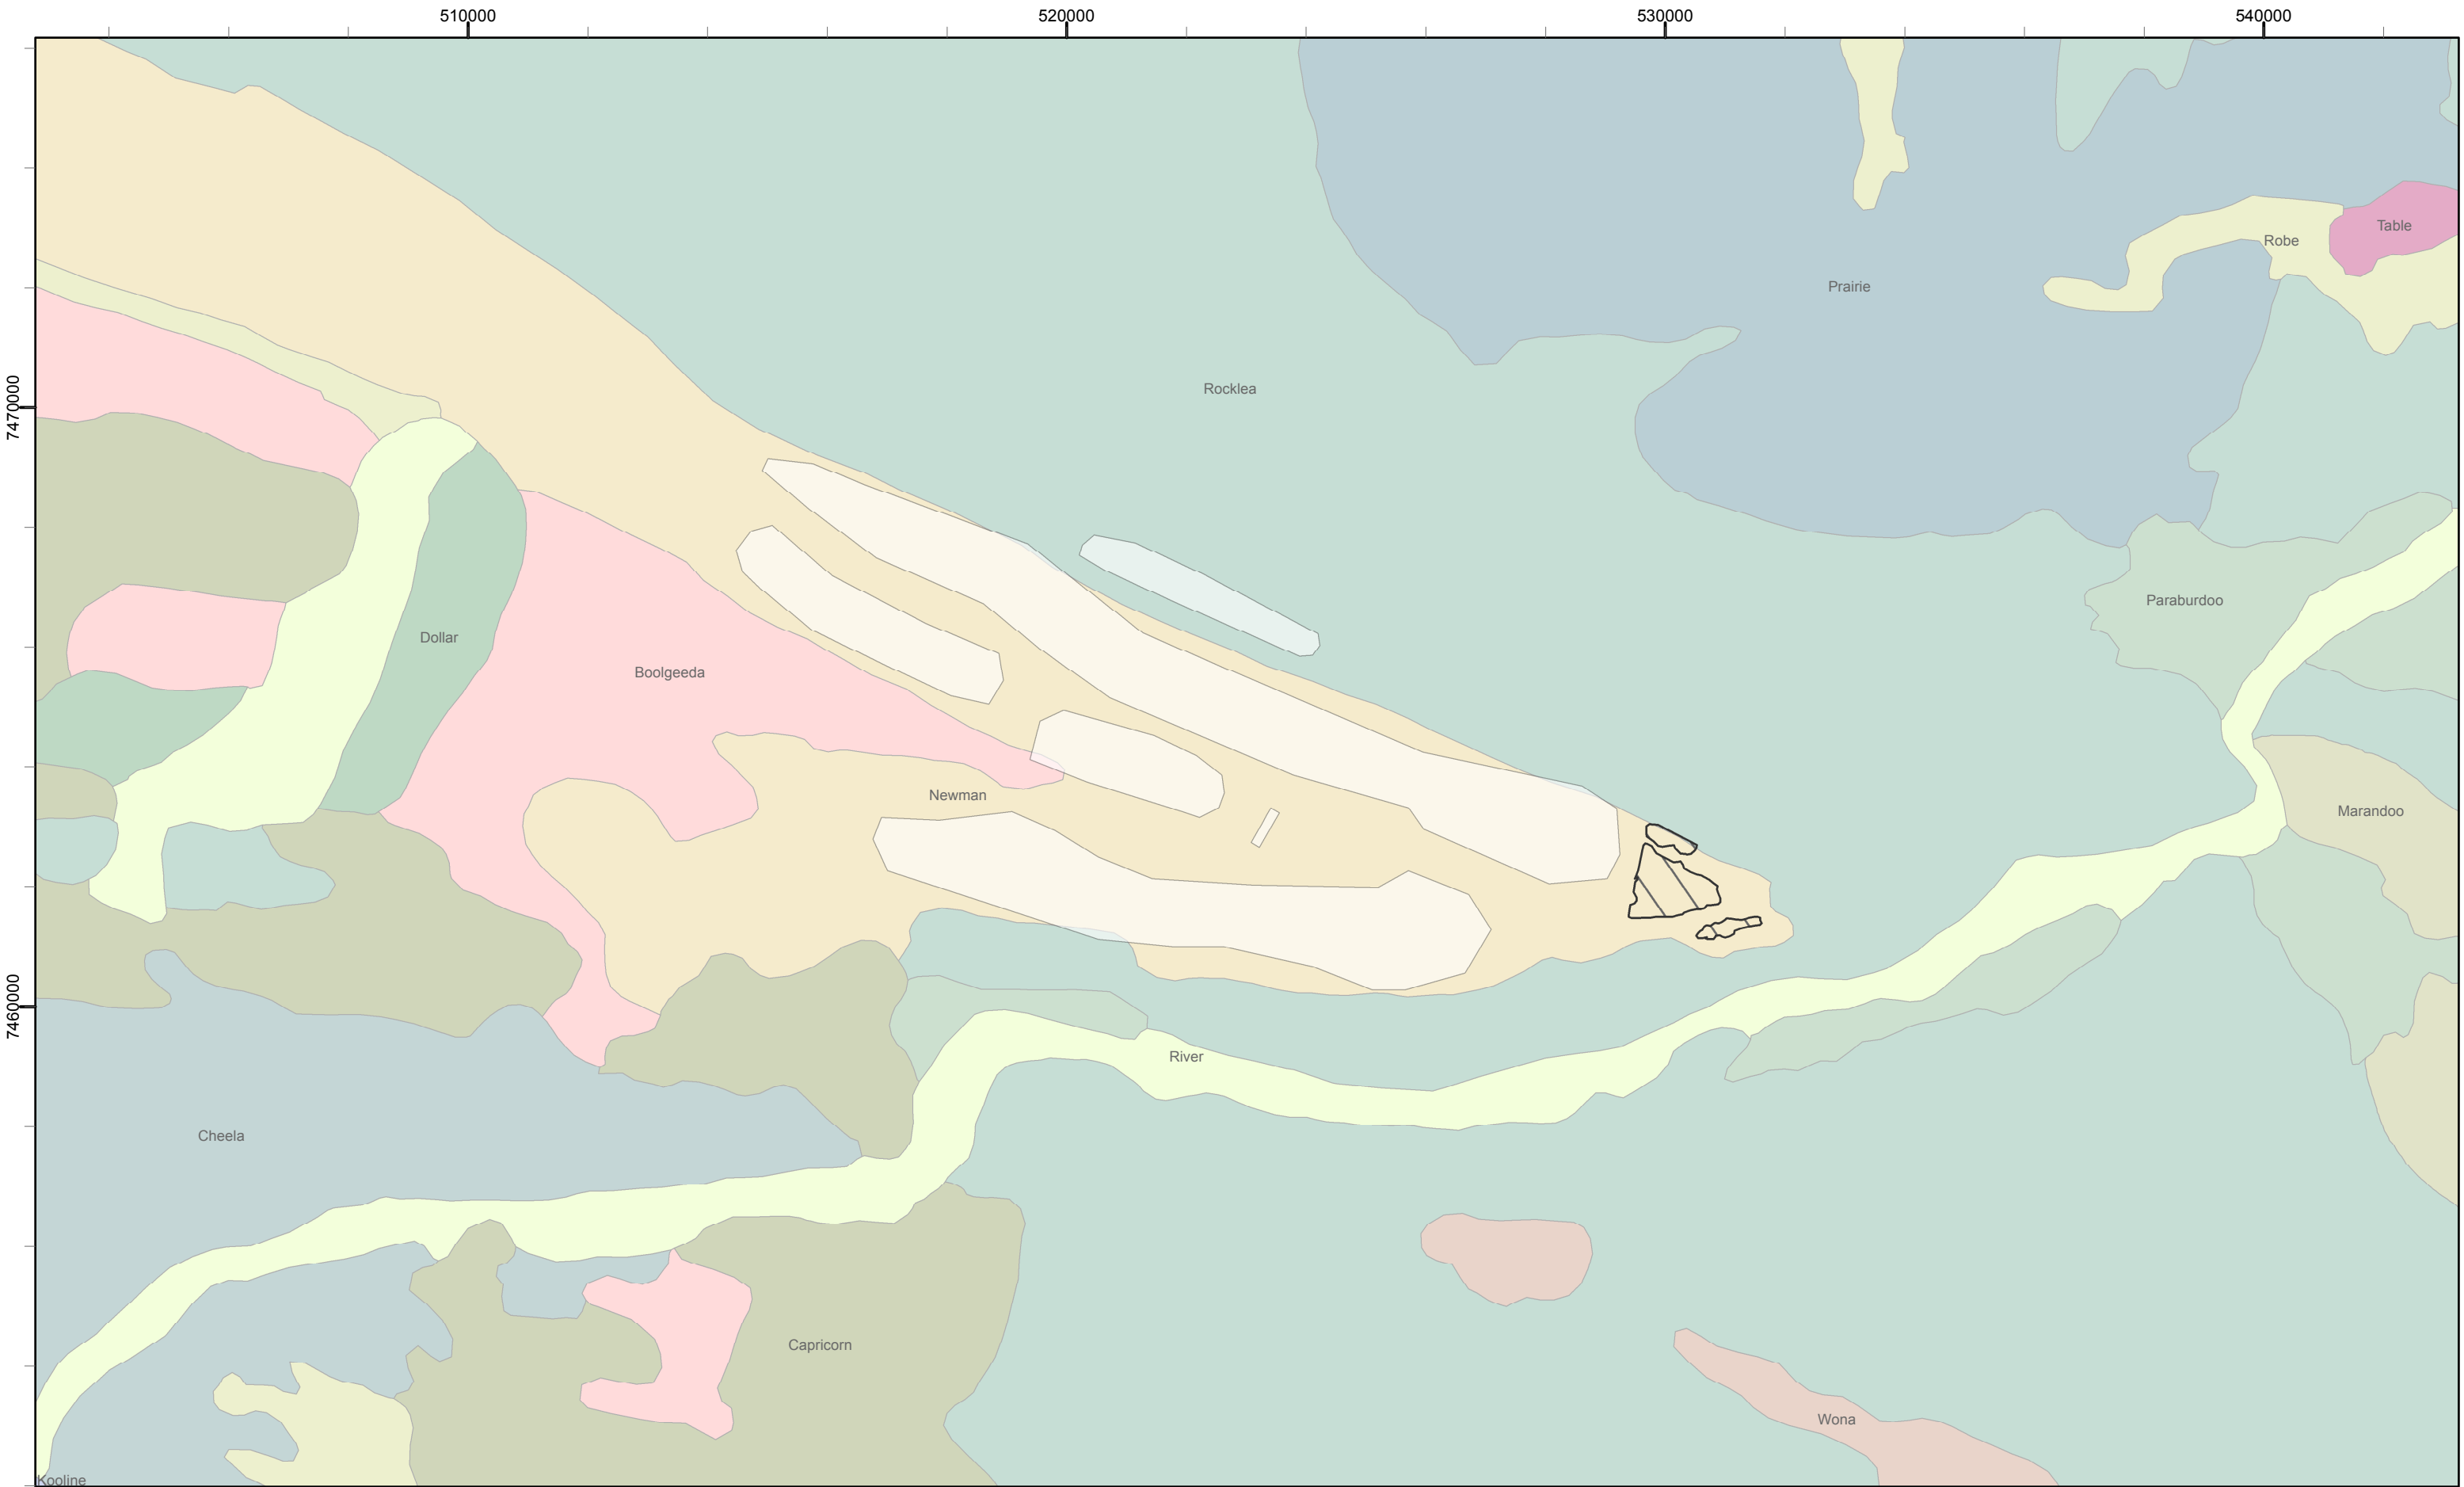 510000
520000
530000
540000
Table
Robe
Prairie
Rocklea
7470000
Paraburdoo
Dollar
Boolgeeda
Newman
Marandoo
7460000
River
Cheela
Capricorn
Wona
Kooline